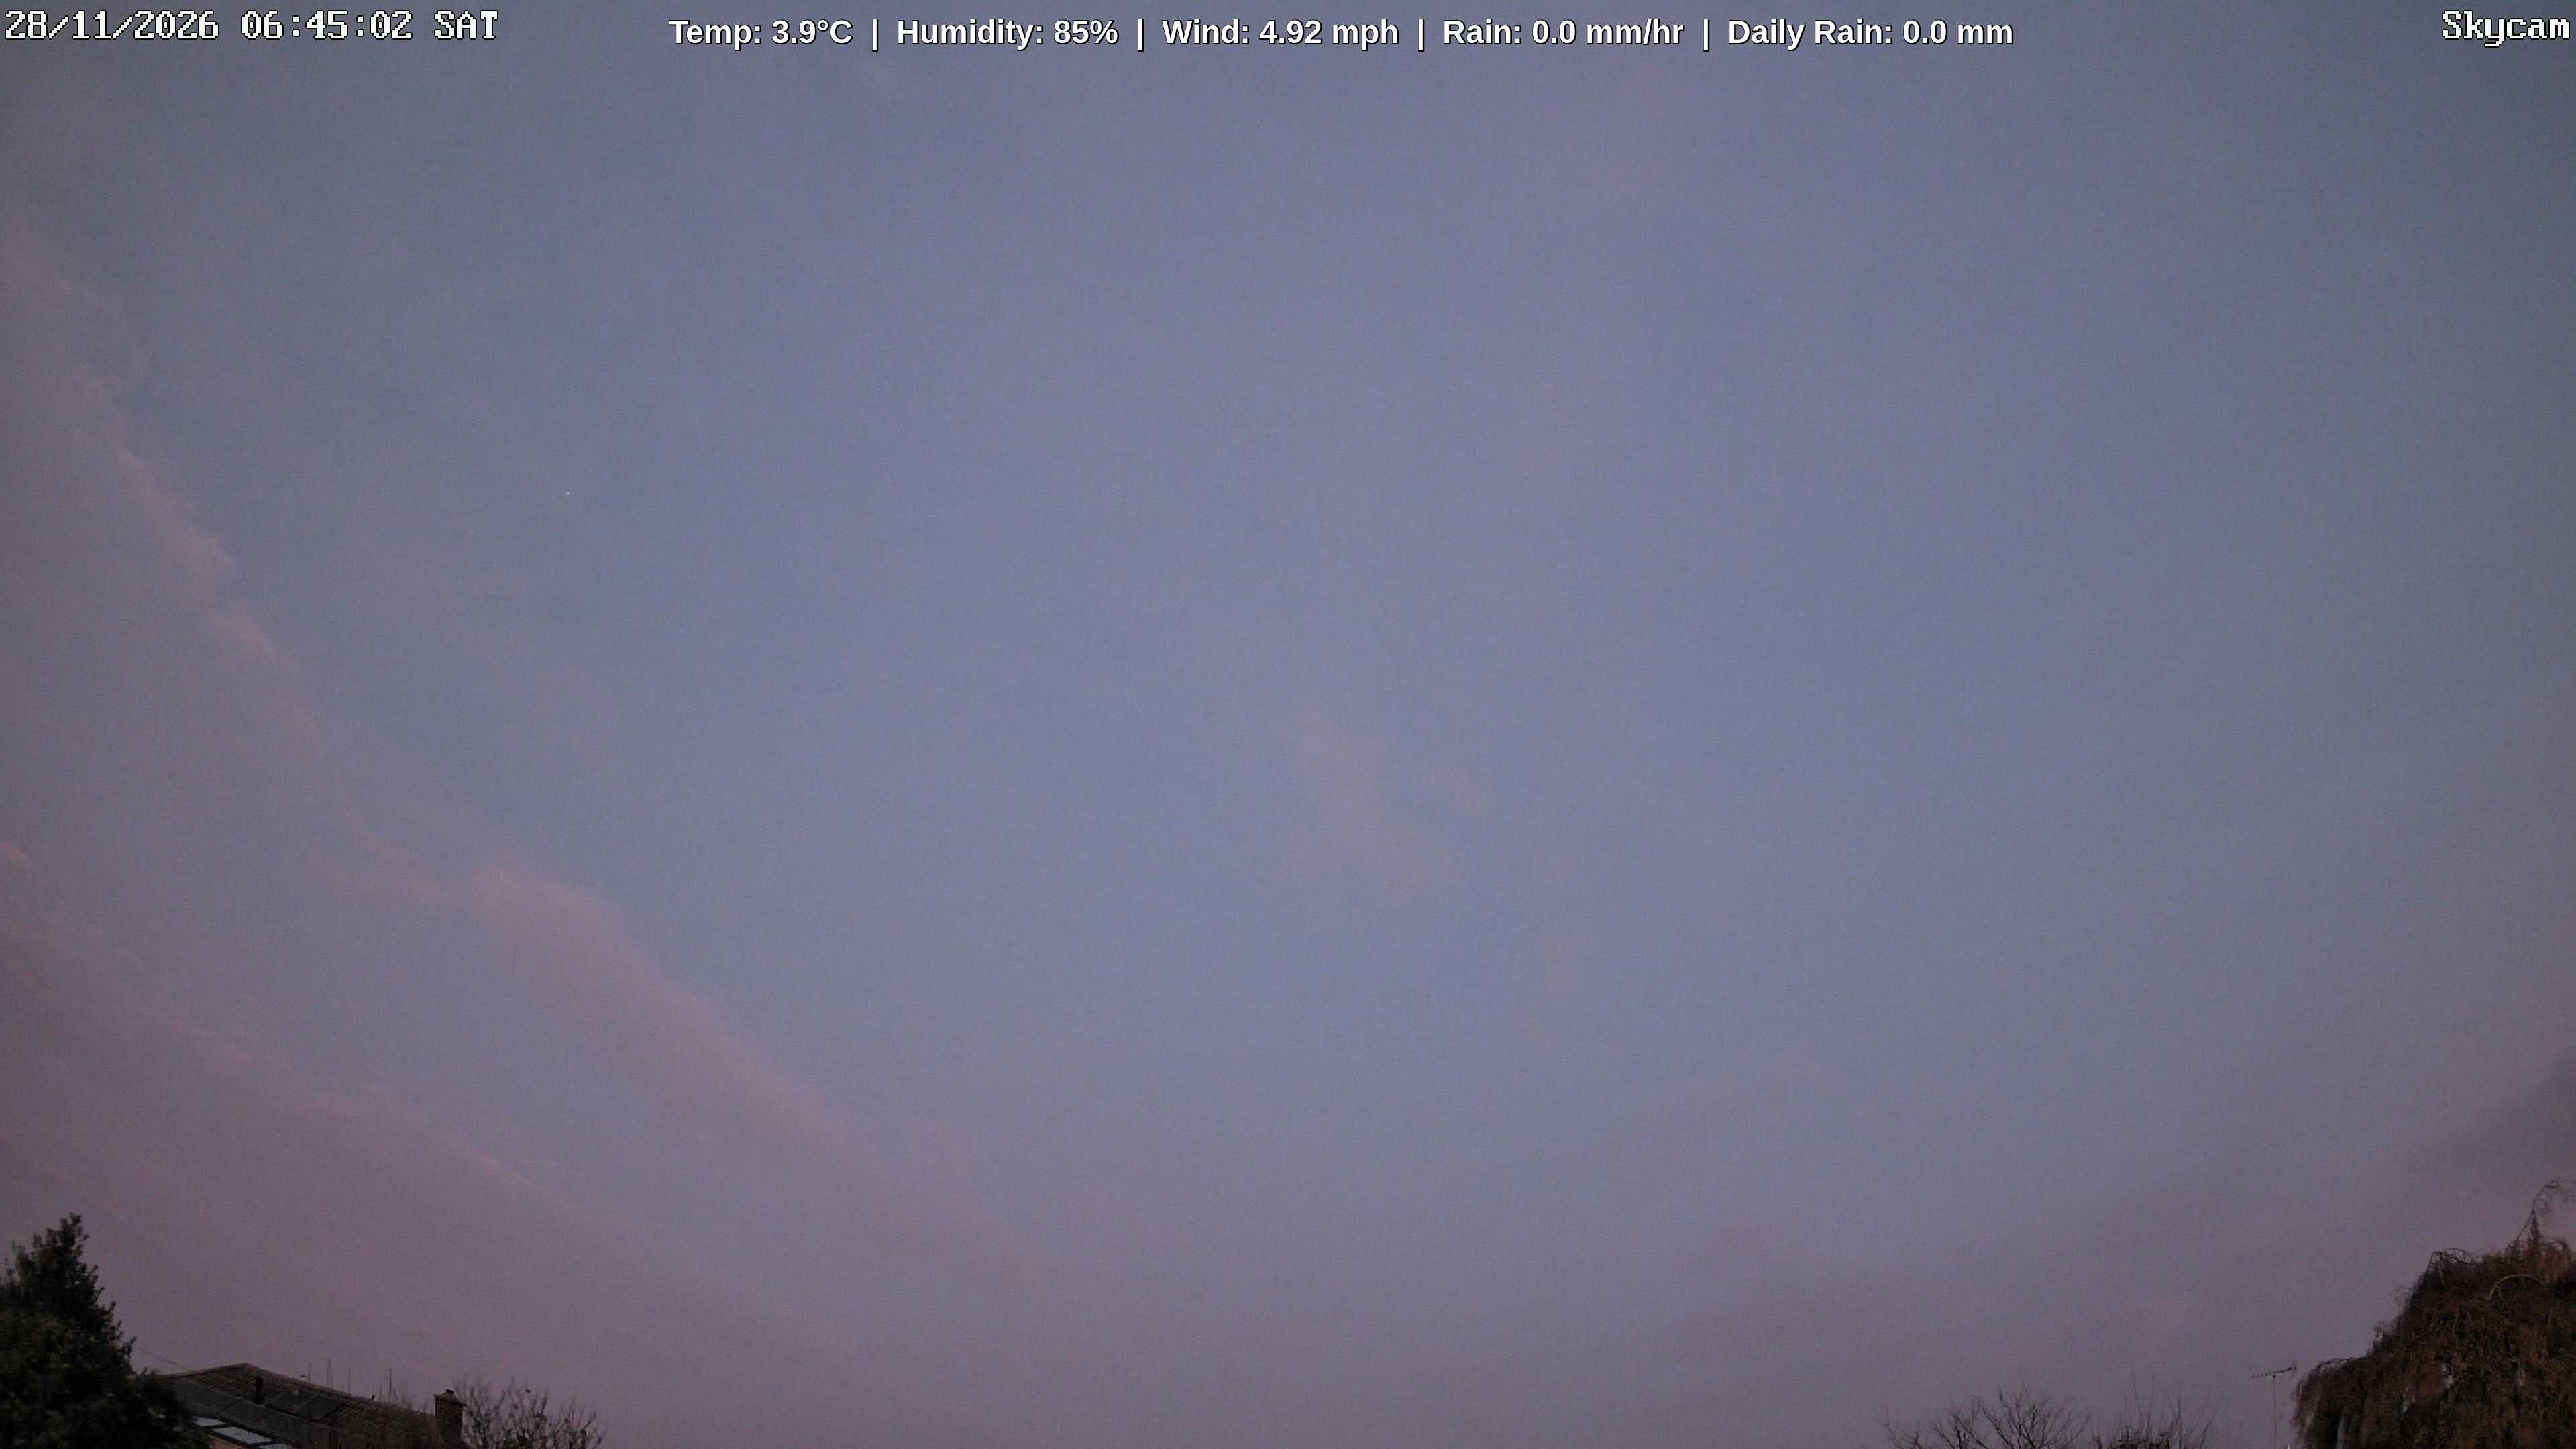 28/11/2026 06:45:02 SAT
Temp: 3.9°C | Humidity: 85% | Wind: 4.92 mph | Rain: 0.0 mm/hr | Daily Rain: 0.0 mm
Skycam